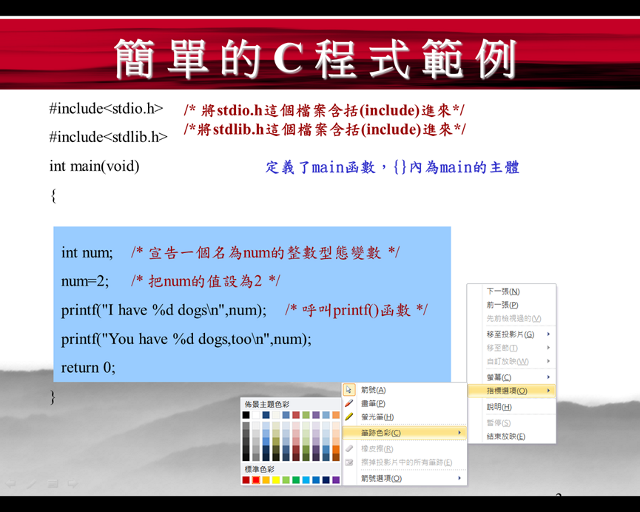 簡單的C程式範例
#include<stdio.h> /* 將stdio.h這個檔案含括(include)進來*/
#include<stdlib.h> /*將stdlib.h這個檔案含括(include)進來*/
int main(void) 定義了main函數，{}內為main的主體
{
int num; /* 宣告一個名為num的整數型態變數 */
num=2; /* 把num的值設為2 */
printf("I have %d dogs\n",num); /* 呼叫printf()函數 */
printf("You have %d dogs,too\n",num);
return 0;
}
下一張(N)
前一張(P)
先前檢視過的(V)
移至投影片(G)
移至節(T)
自訂放映(W)
螢幕(C)
指標選項(O)
說明(H)
暫停(S)
結束放映(E)
箭號(A)
畫筆(P)
螢光筆(H)
筆跡色彩(C)
橡皮擦(R)
擦掉投影片中的所有筆跡(E)
箭號選項(O)
佈景主題色彩
標準色彩